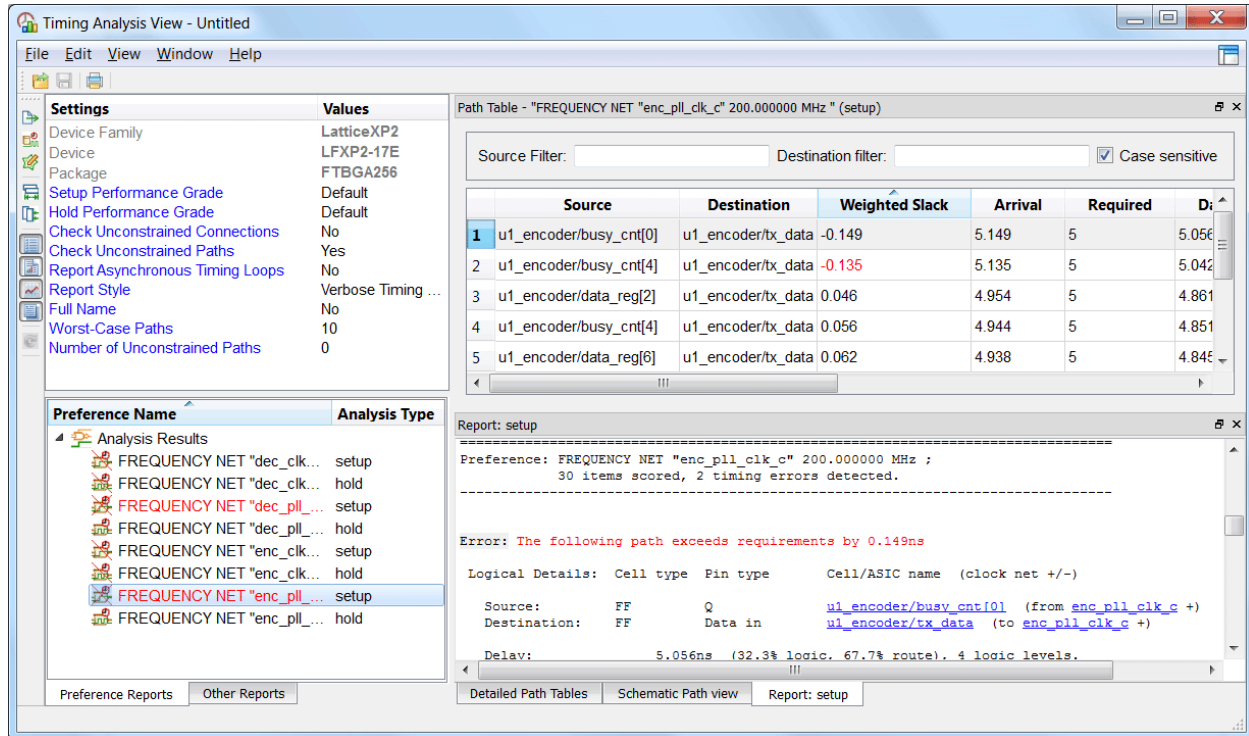 Timing Analysis View - Untitled
File Edit View Window Help
Settings Values
Device Family LatticeXP2
Device LFXP2-17E
Package FTBGA256
Setup Performance Grade Default
Hold Performance Grade Default
Check Unconstrained Connections No
Check Unconstrained Paths Yes
Report Asynchronous Timing Loops No
Report Style Verbose Timing ...
Full Name No
Worst-Case Paths 10
Number of Unconstrained Paths 0
Preference Name Analysis Type
Analysis Results
FREQUENCY NET "dec_clk... setup
FREQUENCY NET "dec_clk... hold
FREQUENCY NET "dec_pll_... setup
FREQUENCY NET "dec_pll_... hold
FREQUENCY NET "enc_clk... setup
FREQUENCY NET "enc_clk... hold
FREQUENCY NET "enc_pll_... setup
FREQUENCY NET "enc_pll_... hold
Preference Reports Other Reports
Path Table - "FREQUENCY NET "enc_pll_clk_c" 200.000000 MHz " (setup)
Source Filter: Destination filter: Case sensitive
Source Destination Weighted Slack Arrival Required
1 u1_encoder/busy_cnt[0] u1_encoder/tx_data -0.149 5.149 5 5.056
2 u1_encoder/busy_cnt[4] u1_encoder/tx_data -0.135 5.135 5 5.042
3 u1_encoder/data_reg[2] u1_encoder/tx_data 0.046 4.954 5 4.861
4 u1_encoder/busy_cnt[4] u1_encoder/tx_data 0.056 4.944 5 4.851
5 u1_encoder/data_reg[6] u1_encoder/tx_data 0.062 4.938 5 4.845
Report: setup
Preference: FREQUENCY NET "enc_pll_clk_c" 200.000000 MHz ;
30 items scored, 2 timing errors detected.
Error: The following path exceeds requirements by 0.149ns
Logical Details: Cell type Pin type Cell/ASIC name (clock net +/-)
Source: FF Q u1_encoder/busy_cnt[0] (from enc_pll_clk_c +)
Destination: FF Data in u1_encoder/tx_data (to enc_pll_clk_c +)
Delay: 5.056ns (32.3% logic, 67.7% route), 4 logic levels.
Detailed Path Tables Schematic Path view Report: setup